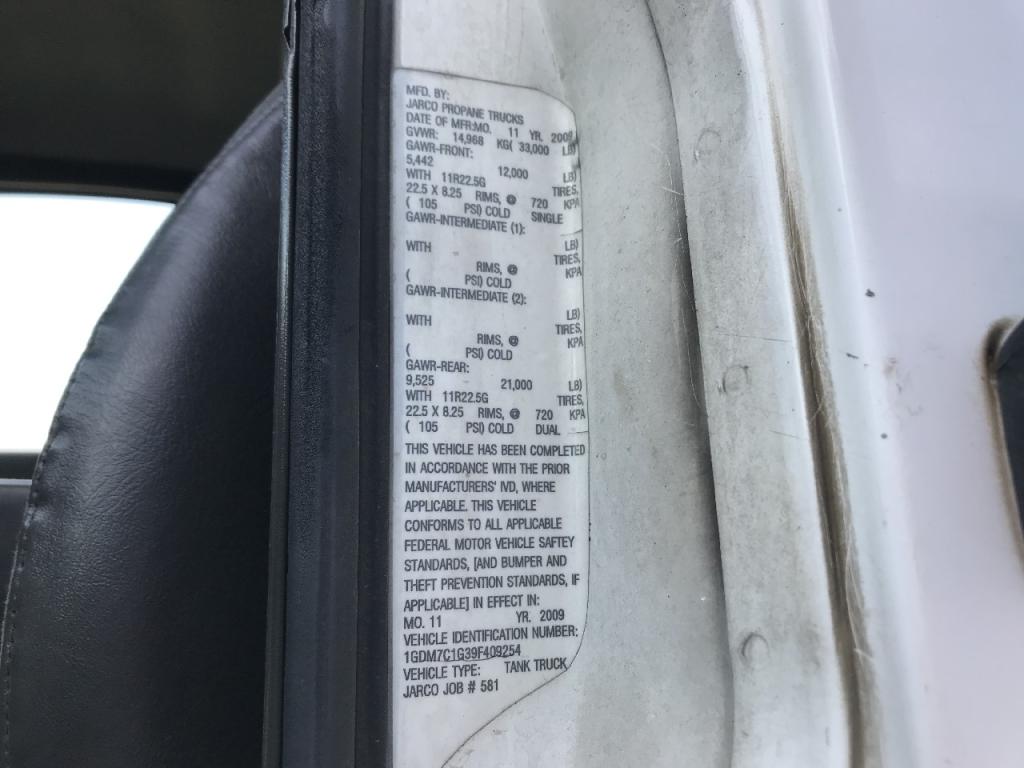 MFD. BY:
JARCO PROPANE TRUCKS
DATE OF MFR:MO. 11 YR. 2009
GVWR: 14,968 KG( 33,000 LB)
GAWR-FRONT:
5,442 12,000 LB)
WITH 11R22.5G TIRES,
22.5 X 8.25 RIMS, @ 720 KPA
( 105 PSI) COLD SINGLE
GAWR-INTERMEDIATE (1):
LB)
WITH TIRES,
RIMS, @ KPA
( PSI) COLD
GAWR-INTERMEDIATE (2):
LB)
WITH TIRES,
RIMS, @ KPA
( PSI) COLD
GAWR-REAR:
9,525 21,000 LB)
WITH 11R22.5G TIRES,
22.5 X 8.25 RIMS, @ 720 KPA
( 105 PSI) COLD DUAL
THIS VEHICLE HAS BEEN COMPLETED
IN ACCORDANCE WITH THE PRIOR
MANUFACTURERS' IVD, WHERE
APPLICABLE. THIS VEHICLE
CONFORMS TO ALL APPLICABLE
FEDERAL MOTOR VEHICLE SAFTEY
STANDARDS, [AND BUMPER AND
THEFT PREVENTION STANDARDS, IF
APPLICABLE] IN EFFECT IN:
MO. 11 YR. 2009
VEHICLE IDENTIFICATION NUMBER:
1GDM7C1G39F409254
VEHICLE TYPE: TANK TRUCK
JARCO JOB # 581